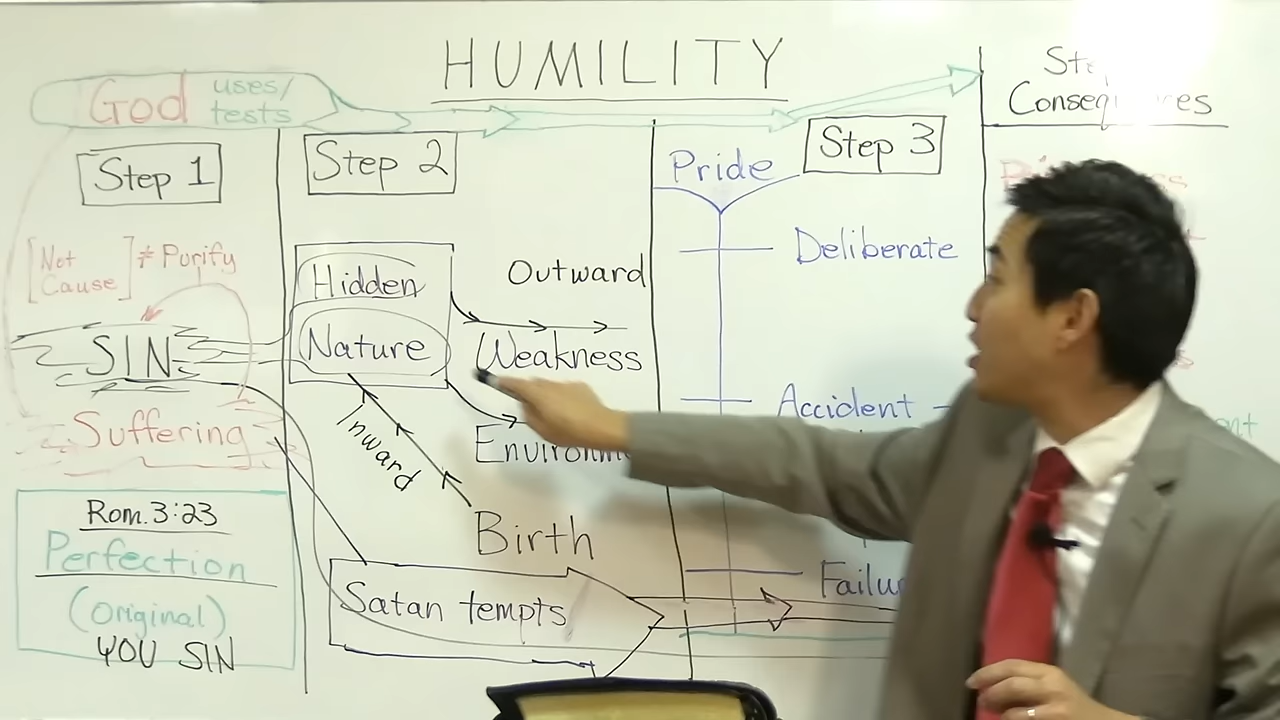 HUMILITY
God uses/
tests
Step 1
[Not
Cause] ≠ Purify
SIN
Suffering
Rom. 3:23
Perfection
(Original)
YOU SIN
Step 2
Hidden
Nature
Outward
Weakness
Inward
Birth
Satan tempts
Pride
Step 3
Deliberate
Accident